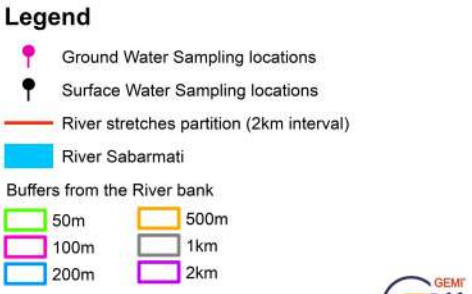 Legend
Ground Water Sampling locations
Surface Water Sampling locations
River stretches partition (2km interval)
River Sabarmati
Buffers from the River bank
50m 500m
100m 1km
200m 2km
GEMI